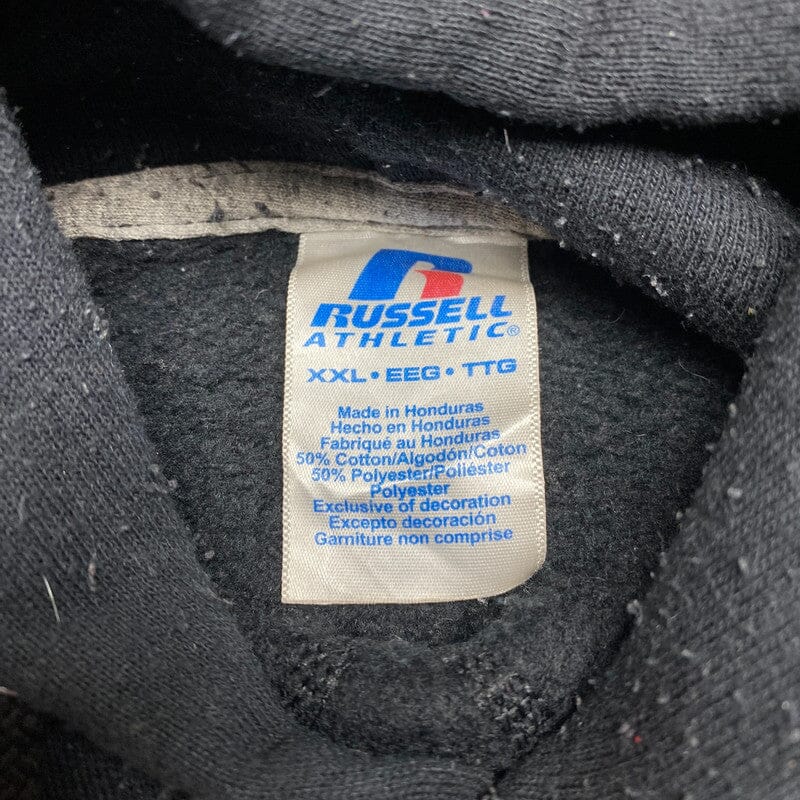 RUSSELL
ATHLETIC®
XXL • EEG • TTG
Made in Honduras
Hecho en Honduras
Fabriqué au Honduras
50% Cotton/Algodón/Coton
50% Polyester/Poliéster
Polyester
Exclusive of decoration
Excepto decoración
Garniture non comprise